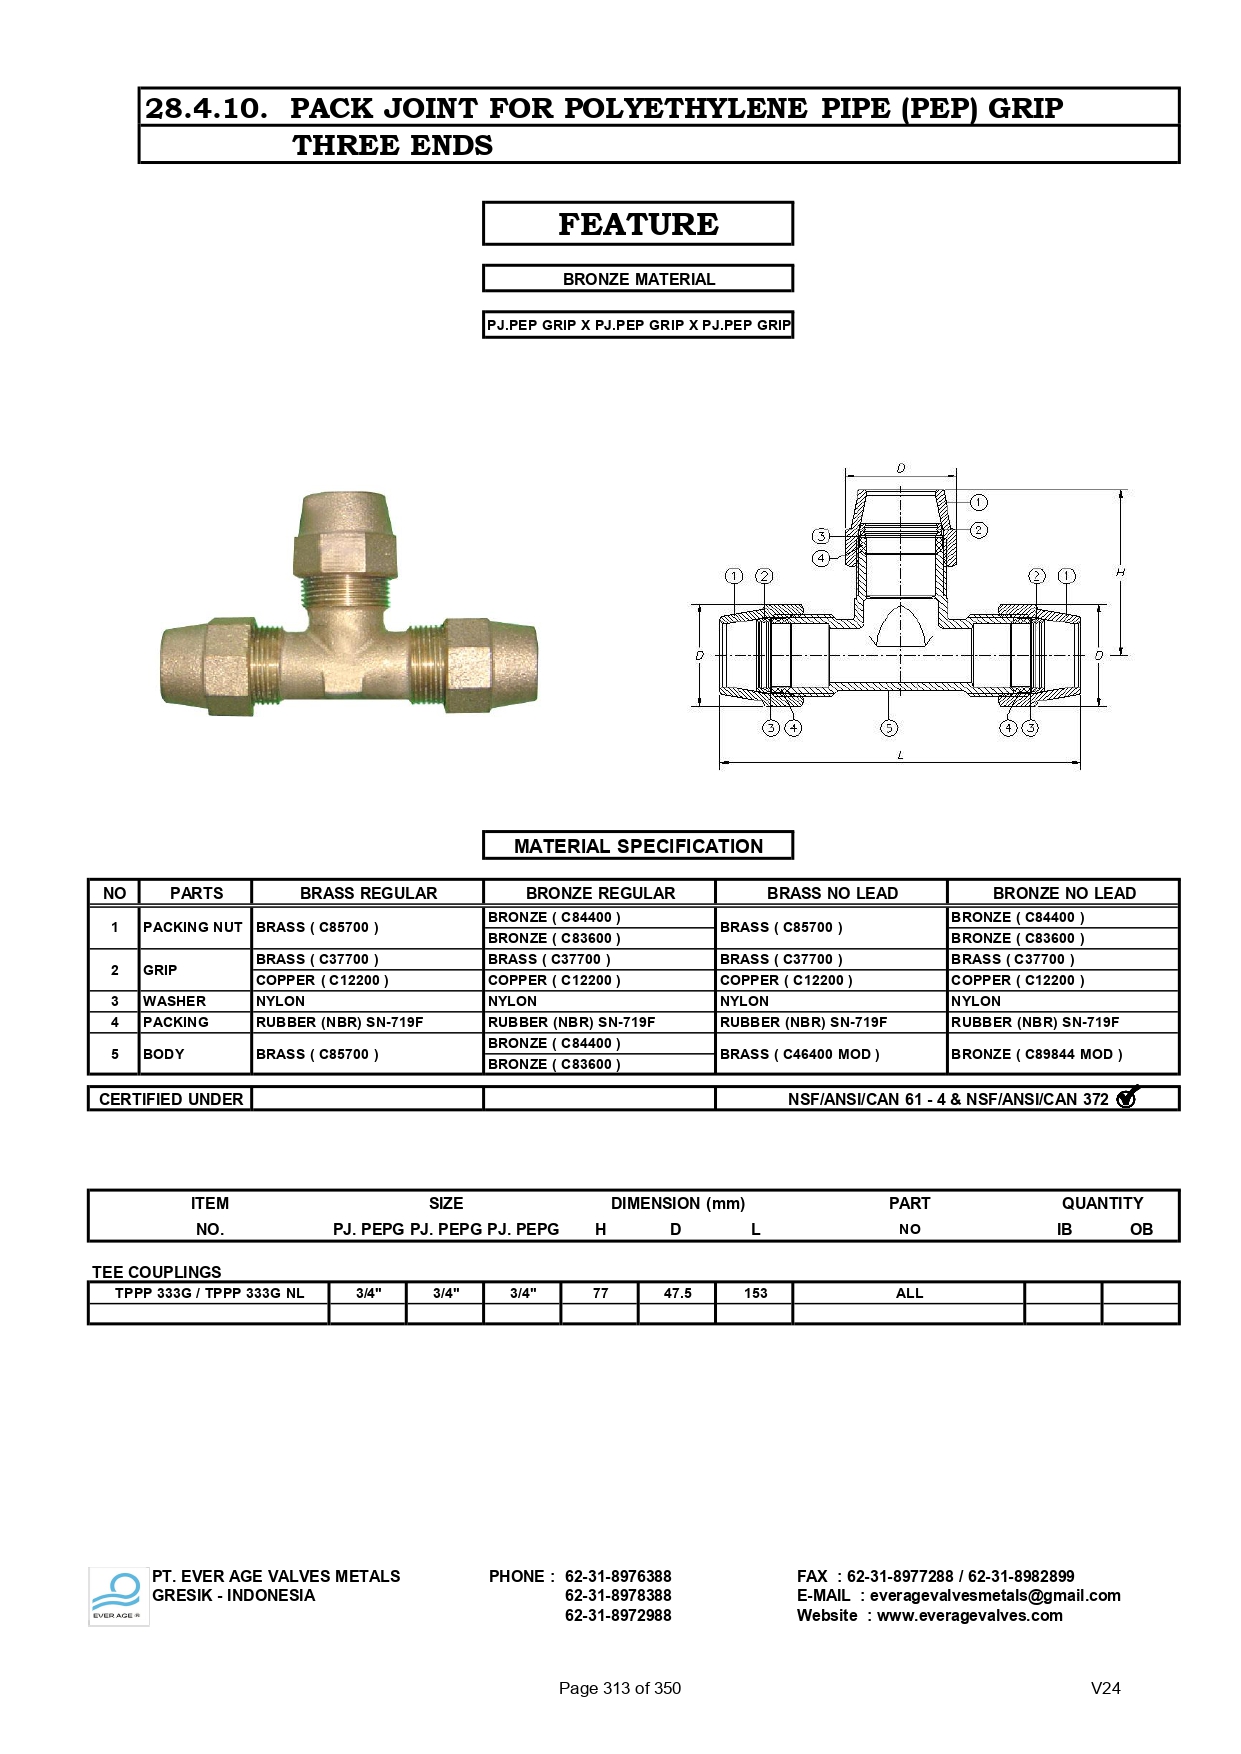 28.4.10. PACK JOINT FOR POLYETHYLENE PIPE (PEP) GRIP
THREE ENDS
FEATURE
BRONZE MATERIAL
PJ.PEP GRIP X PJ.PEP GRIP X PJ.PEP GRIP
D
1
2
3
4
H
1 2
2 1
D
D
3 4
5
4 3
L
MATERIAL SPECIFICATION
NO PARTS BRASS REGULAR BRONZE REGULAR BRASS NO LEAD BRONZE NO LEAD
1 PACKING NUT BRASS ( C85700 ) BRONZE ( C84400 ) BRASS ( C85700 ) BRONZE ( C84400 )
BRONZE ( C83600 ) BRONZE ( C83600 )
2 GRIP BRASS ( C37700 ) BRASS ( C37700 ) BRASS ( C37700 ) BRASS ( C37700 )
COPPER ( C12200 ) COPPER ( C12200 ) COPPER ( C12200 ) COPPER ( C12200 )
3 WASHER NYLON NYLON NYLON NYLON
4 PACKING RUBBER (NBR) SN-719F RUBBER (NBR) SN-719F RUBBER (NBR) SN-719F RUBBER (NBR) SN-719F
5 BODY BRASS ( C85700 ) BRONZE ( C84400 ) BRASS ( C46400 MOD ) BRONZE ( C89844 MOD )
BRONZE ( C83600 )
CERTIFIED UNDER NSF/ANSI/CAN 61 - 4 & NSF/ANSI/CAN 372
ITEM SIZE DIMENSION (mm) PART QUANTITY
NO. PJ. PEPG PJ. PEPG PJ. PEPG H D L NO IB OB
TEE COUPLINGS
TPPP 333G / TPPP 333G NL 3/4" 3/4" 3/4" 77 47.5 153 ALL
EVER AGE ®
PT. EVER AGE VALVES METALS PHONE : 62-31-8976388 FAX : 62-31-8977288 / 62-31-8982899
GRESIK - INDONESIA 62-31-8978388 E-MAIL : everagevalvesmetals@gmail.com
62-31-8972988 Website : www.everagevalves.com
Page 313 of 350 V24